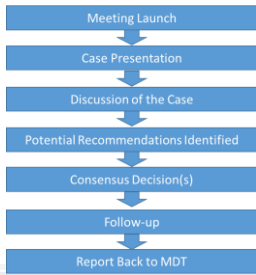 Meeting Launch
Case Presentation
Discussion of the Case
Potential Recommendations Identified
Consensus Decision(s)
Follow-up
Report Back to MDT